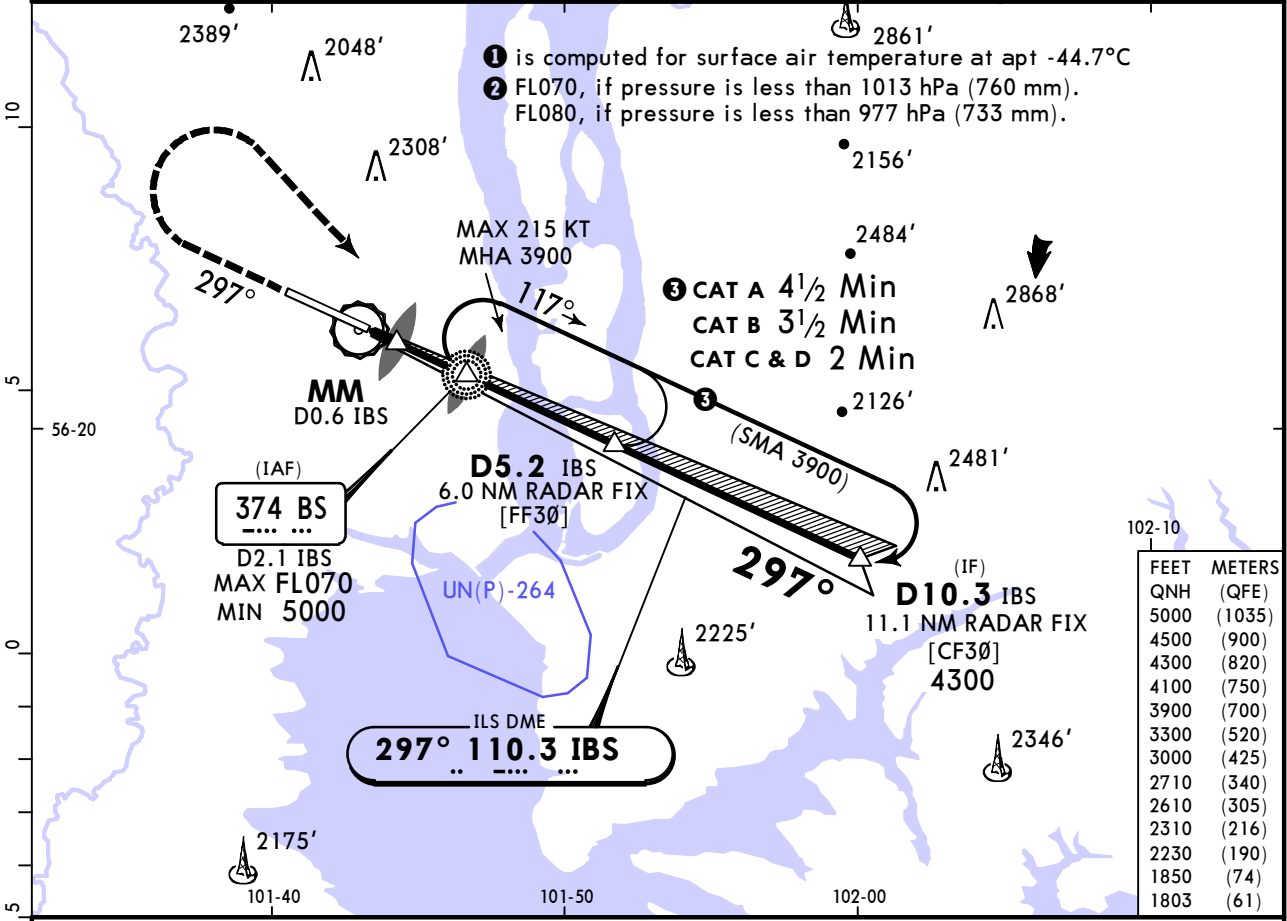 2389'
2048'
2861'
❶ is computed for surface air temperature at apt -44.7°C
❷ FL070, if pressure is less than 1013 hPa (760 mm).
FL080, if pressure is less than 977 hPa (733 mm).
10
2308'
2156'
MAX 215 KT
MHA 3900
2484'
297°
117°
❸ CAT A 4½ Min
CAT B 3½ Min
CAT C & D 2 Min
2868'
5
MM
D0.6 IBS
❸
2126'
56-20
(SMA 3900)
2481'
(IAF)
374 BS
D2.1 IBS
MAX FL070
MIN 5000
D5.2 IBS
6.0 NM RADAR FIX
[FF3Ø]
UN(P)-264
297°
(IF)
D10.3 IBS
11.1 NM RADAR FIX
[CF3Ø]
4300
102-10
0
2225'
ILS DME
297° 110.3 IBS
2346'
2175'
5
101-40
101-50
102-00
FEET METERS
QNH (QFE)
5000 (1035)
4500 (900)
4300 (820)
4100 (750)
3900 (700)
3300 (520)
3000 (425)
2710 (340)
2610 (305)
2310 (216)
2230 (190)
1850 (74)
1803 (61)